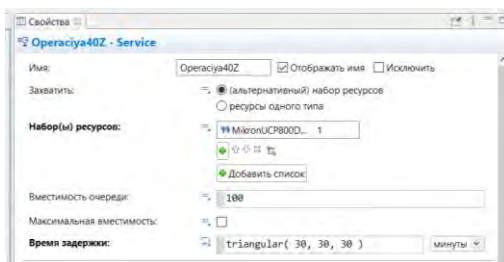 Свойства
Operaciya40Z - Service
Имя: Operaciya40Z Отображать имя Исключить
Захватить: (альтернативный) набор ресурсов
ресурсы одного типа
Набор(ы) ресурсов: MikronUCP800D... 1
Добавить список
Вместимость очереди: 100
Максимальная вместимость:
Время задержки: triangular( 30, 30, 30 ) минуты